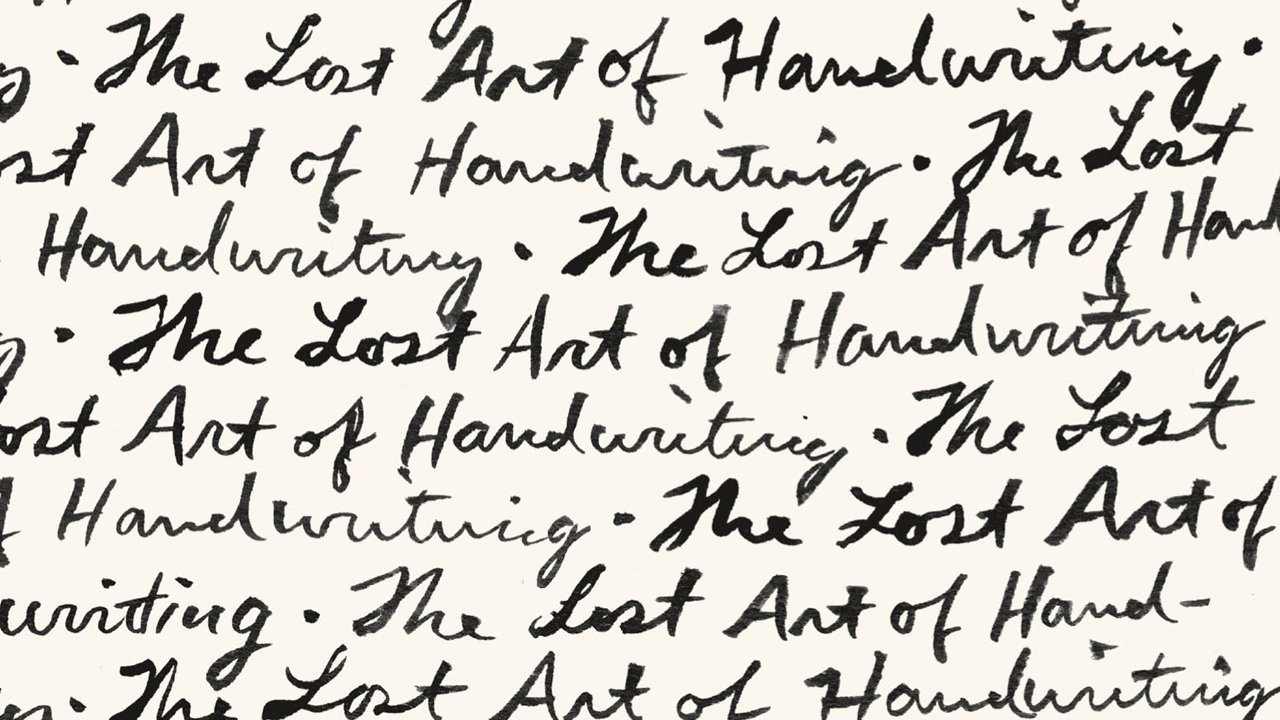 · The Lost Art of Handwriting ·
ost Art of Handwriting · The Lost
Handwriting · The Lost Art of Hand
g · The Lost Art of Handwriting
ost Art of Handwriting · The Lost
f Handwriting · The Lost Art of
writing · The Lost Art of Hand-
· The Lost Art of Handwriting